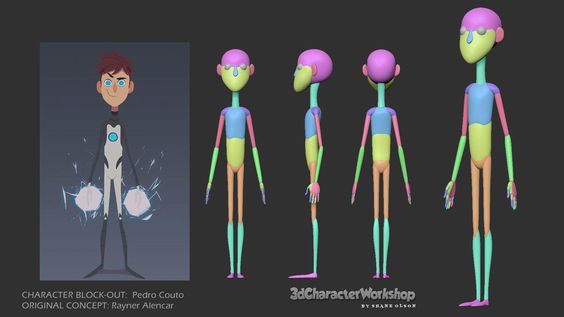 CHARACTER BLOCK-OUT: Pedro Couto
ORIGINAL CONCEPT: Rayner Alencar
3dCharacterWorkshop
BY SHANE OLSON